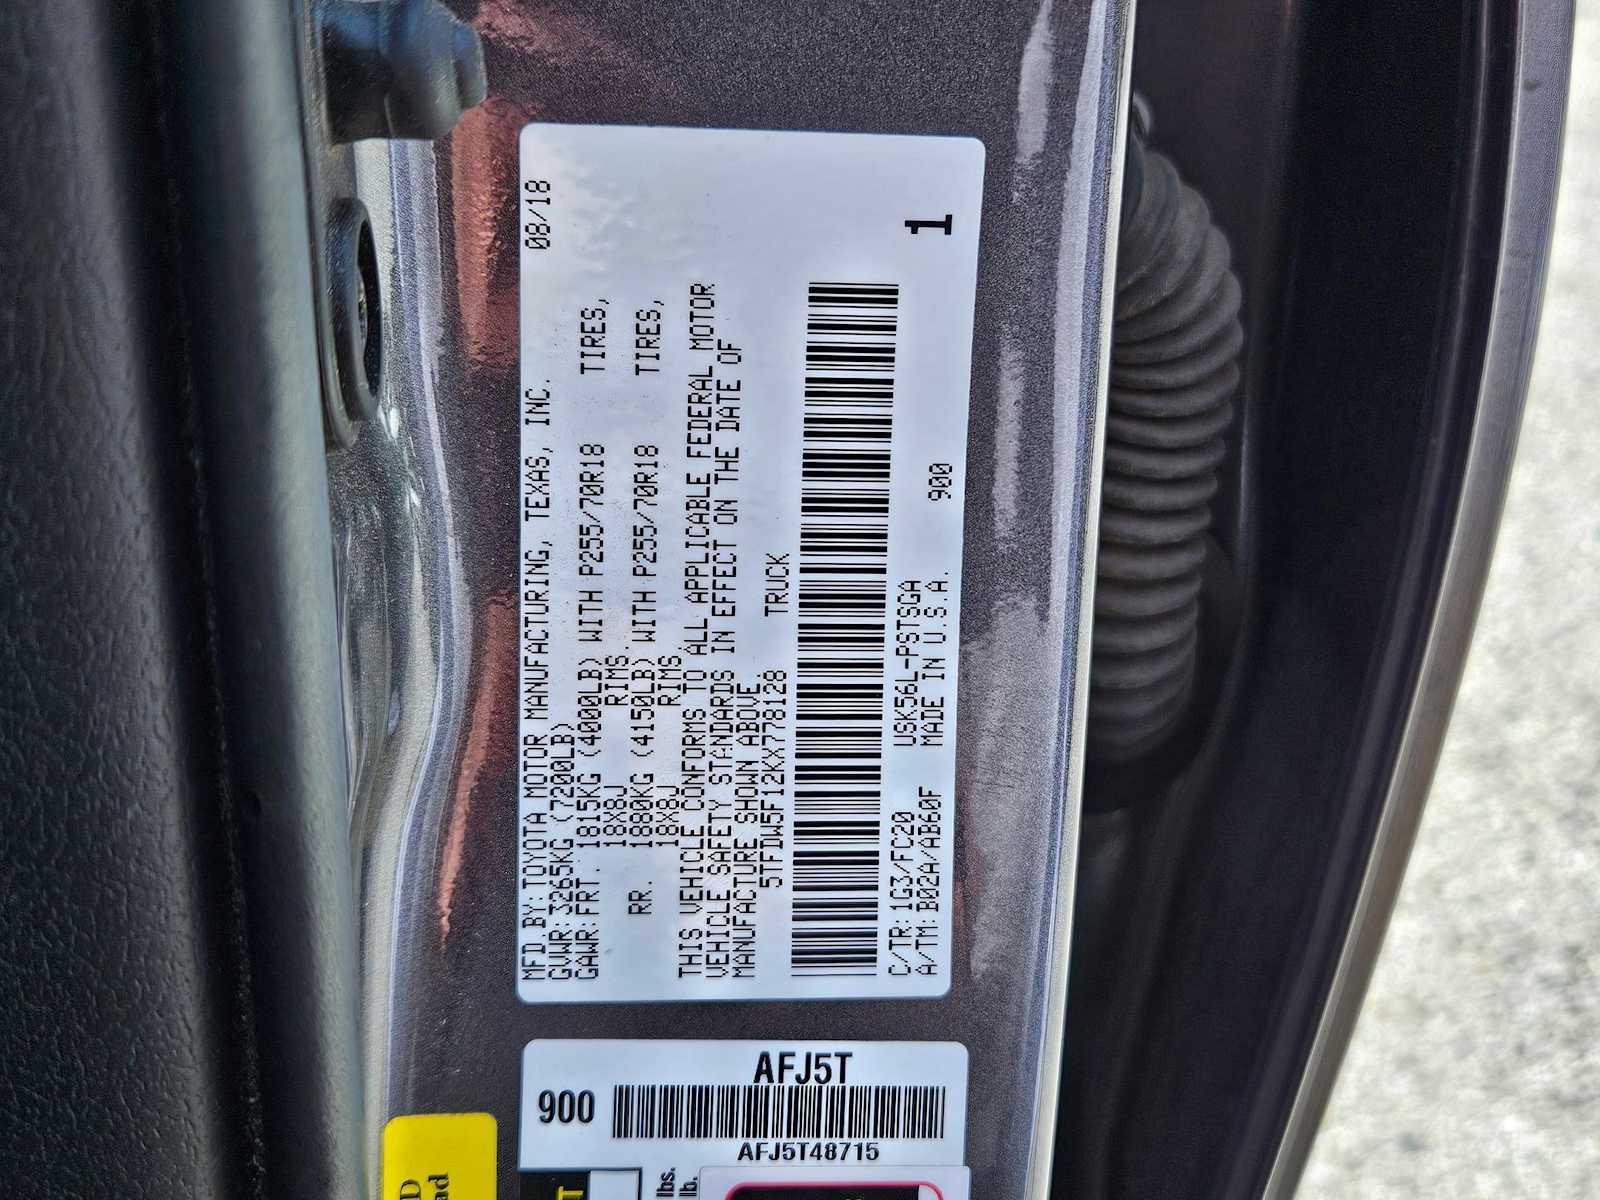 MFD.BY: TOYOTA MOTOR MANUFACTURING, TEXAS, INC. 08/18
GVWR: 3265KG (7200LB)
GAWR: FRT. 1815KG (4000LB) WITH P255/70R18 TIRES,
18X8J RIMS.
RR. 1880KG (4150LB) WITH P255/70R18 TIRES,
18X8J RIMS.
THIS VEHICLE CONFORMS TO ALL APPLICABLE FEDERAL MOTOR
VEHICLE SAFETY STANDARDS IN EFFECT ON THE DATE OF
MANUFACTURE SHOWN ABOVE.
5TFDW5F12KX778128 TRUCK
1
C/TR: 1G3/FC20 USK56L-PSTSGA
A/TM: B02A/AB60F MADE IN U.S.A. 900
AFJ5T
900
AFJ5T48715
lbs.
lb.